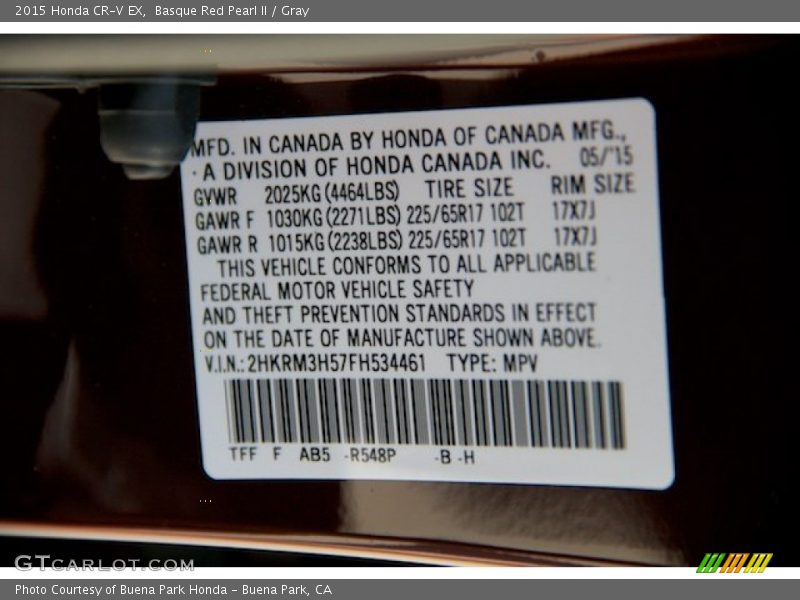 2015 Honda CR-V EX, Basque Red Pearl II / Gray
MFD. IN CANADA BY HONDA OF CANADA MFG.,
A DIVISION OF HONDA CANADA INC. 05/'15
GVWR 2025KG (4464LBS) TIRE SIZE RIM SIZE
GAWR F 1030KG (2271LBS) 225/65R17 102T 17X7J
GAWR R 1015KG (2238LBS) 225/65R17 102T 17X7J
THIS VEHICLE CONFORMS TO ALL APPLICABLE
FEDERAL MOTOR VEHICLE SAFETY
AND THEFT PREVENTION STANDARDS IN EFFECT
ON THE DATE OF MANUFACTURE SHOWN ABOVE.
V.I.N.: 2HKRM3H57FH534461 TYPE: MPV
TFF F AB5 -R548P -B -H
GTCARLOT.COM
Photo Courtesy of Buena Park Honda - Buena Park, CA